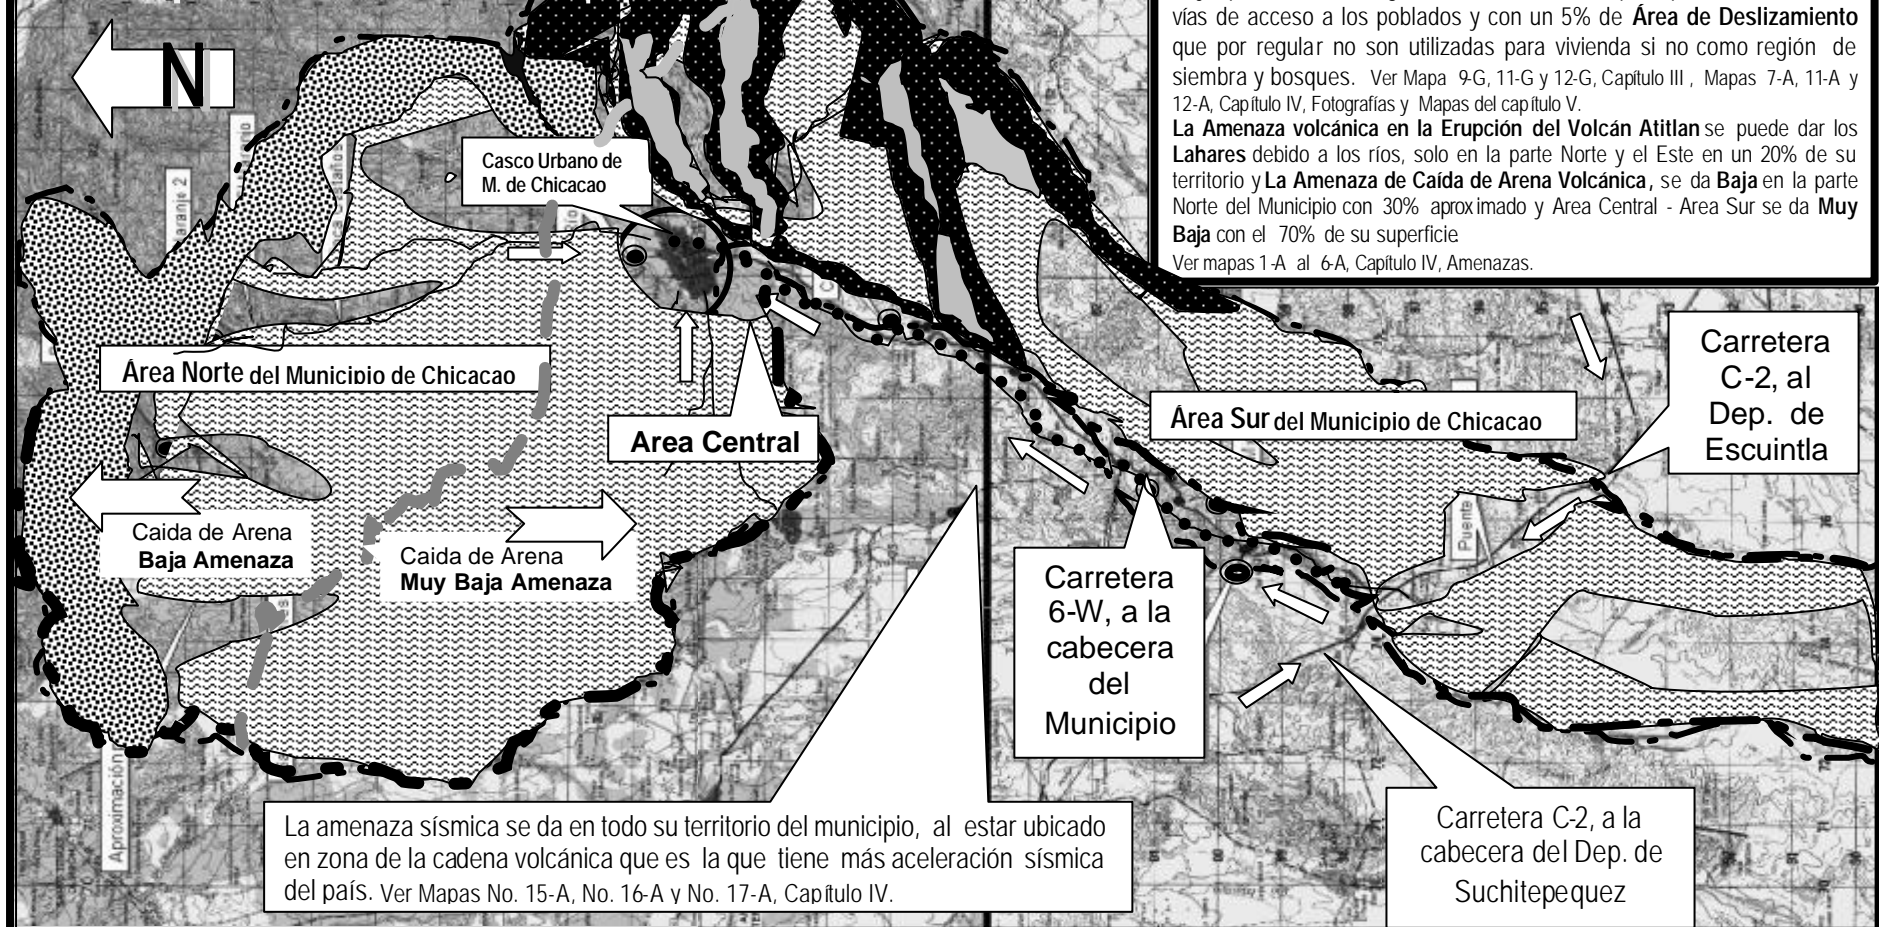 vías de acceso a los poblados y con un 5% de Área de Deslizamiento
que por regular no son utilizadas para vivienda si no como región de
siembra y bosques. Ver Mapa 9-G, 11-G y 12-G, Capítulo III , Mapas 7-A, 11-A y
12-A, Capítulo IV, Fotografías y Mapas del capítulo V.
La Amenaza volcánica en la Erupción del Volcán Atitlan se puede dar los
Lahares debido a los ríos, solo en la parte Norte y el Este en un 20% de su
territorio y La Amenaza de Caída de Arena Volcánica, se da Baja en la parte
Norte del Municipio con 30% aproximado y Area Central - Area Sur se da Muy
Baja con el 70% de su superficie
Ver mapas 1-A al 6-A, Capítulo IV, Amenazas.
N
Casco Urbano de
M. de Chicacao
aranje 2
Área Norte del Municipio de Chicacao
Area Central
Área Sur del Municipio de Chicacao
Carretera
C-2, al
Dep. de
Escuintla
Caida de Arena
Baja Amenaza
Caida de Arena
Muy Baja Amenaza
Puente
Carretera
6-W, a la
cabecera
del
Municipio
Aproximación
La amenaza sísmica se da en todo su territorio del municipio, al estar ubicado
en zona de la cadena volcánica que es la que tiene más aceleración sísmica
del país. Ver Mapas No. 15-A, No. 16-A y No. 17-A, Capítulo IV.
Carretera C-2, a la
cabecera del Dep. de
Suchitepequez